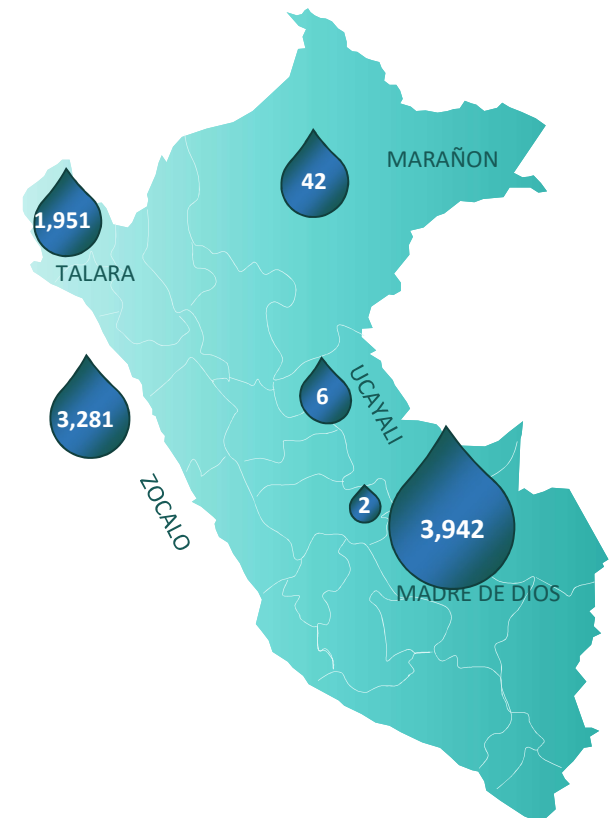 42
MARAÑON
1,951
TALARA
6
UCAYALI
3,281
ZOCALO
2
3,942
MADRE DE DIOS